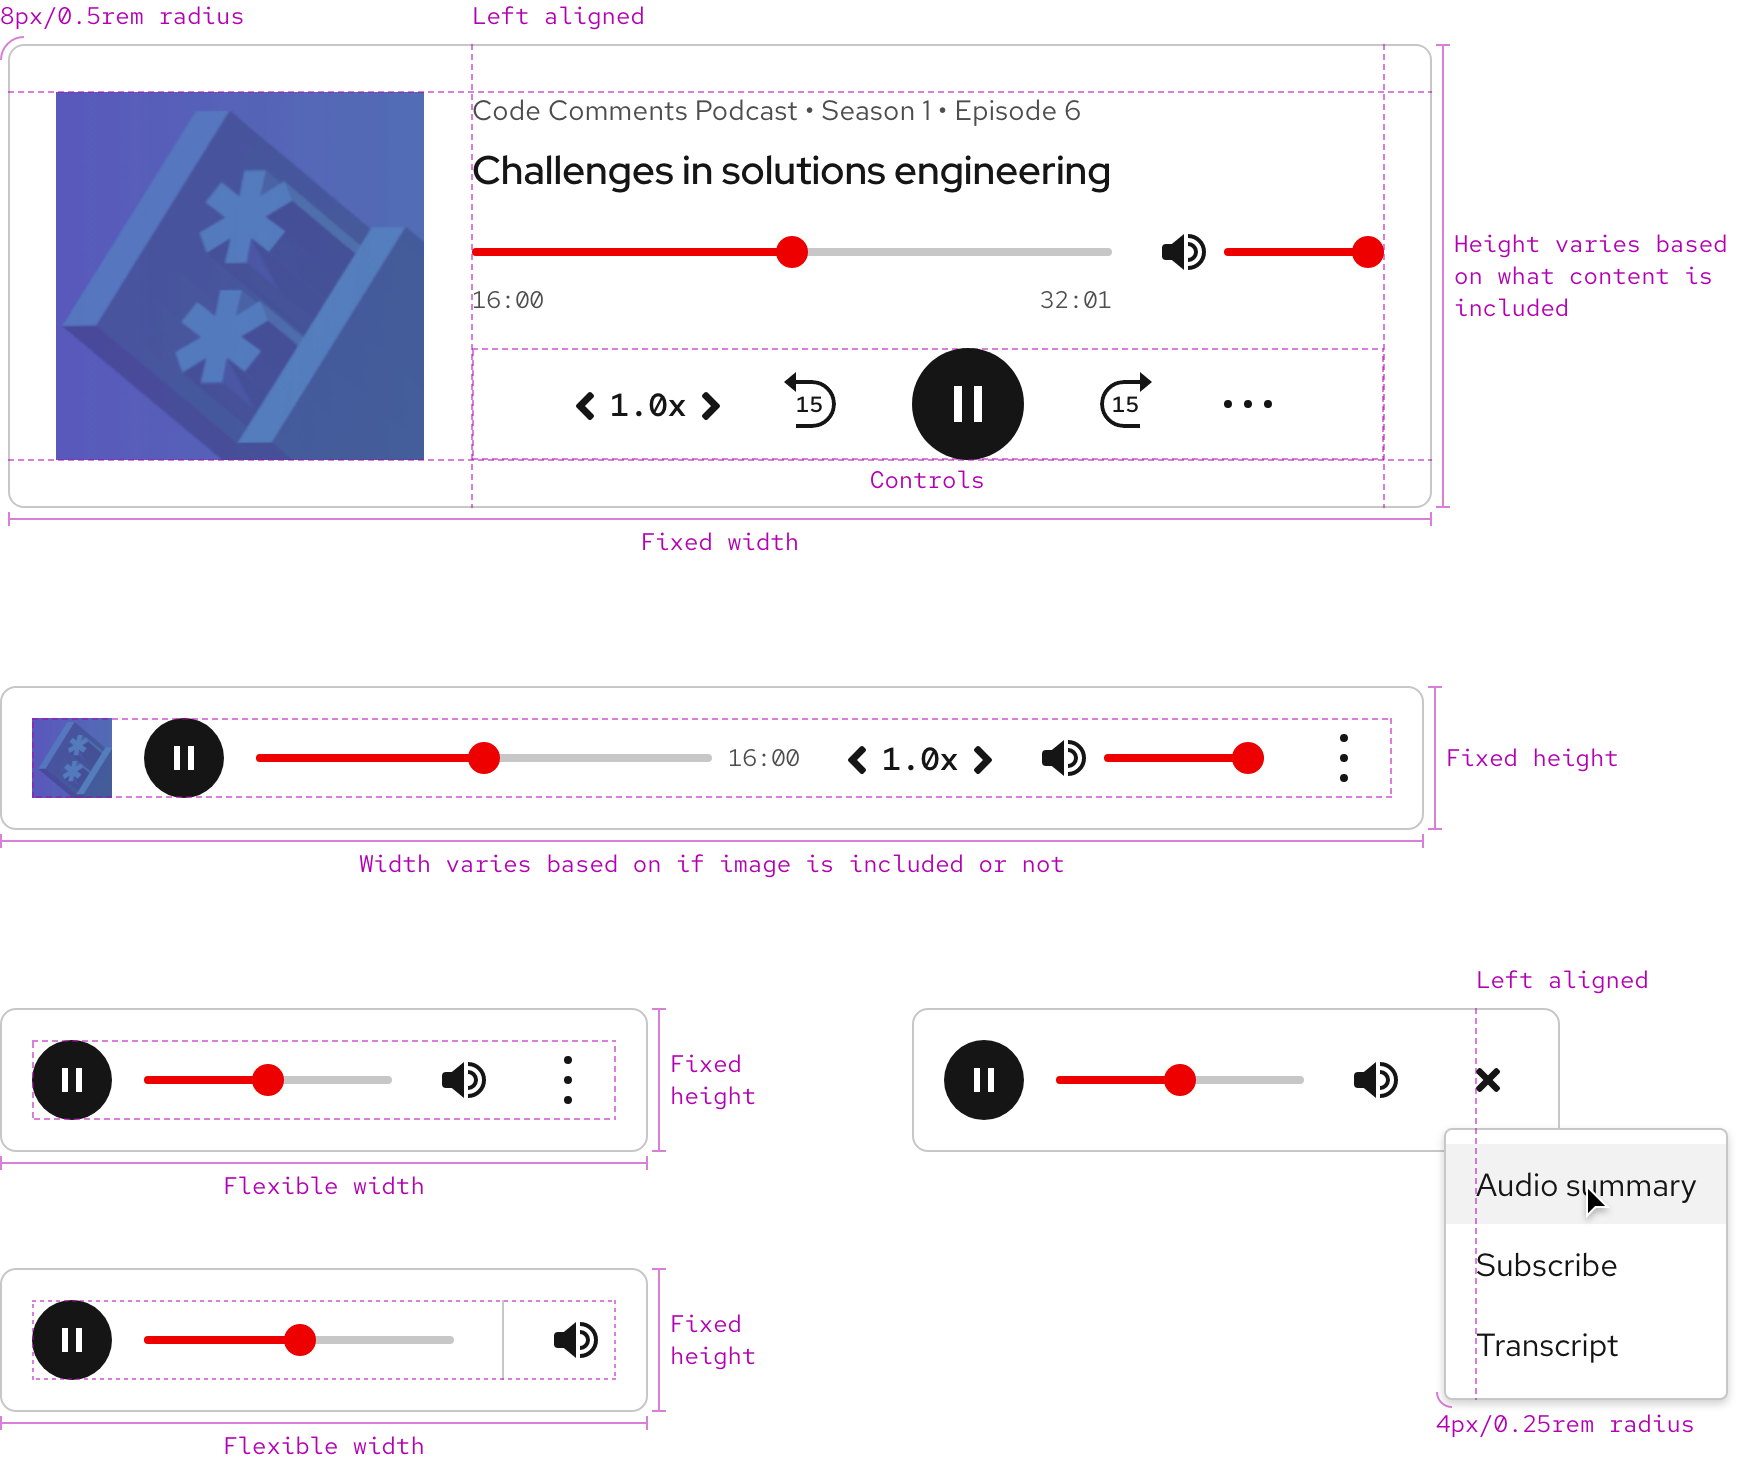 8px/0.5rem radius
Left aligned
Code Comments Podcast • Season 1 • Episode 6
Challenges in solutions engineering
16:00
32:01
1.0x
15
15
Controls
Height varies based
on what content is
included
Fixed width
16:00
1.0x
Fixed height
Width varies based on if image is included or not
Fixed
height
Flexible width
Left aligned
Audio summary
Subscribe
Transcript
4px/0.25rem radius
Fixed
height
Flexible width